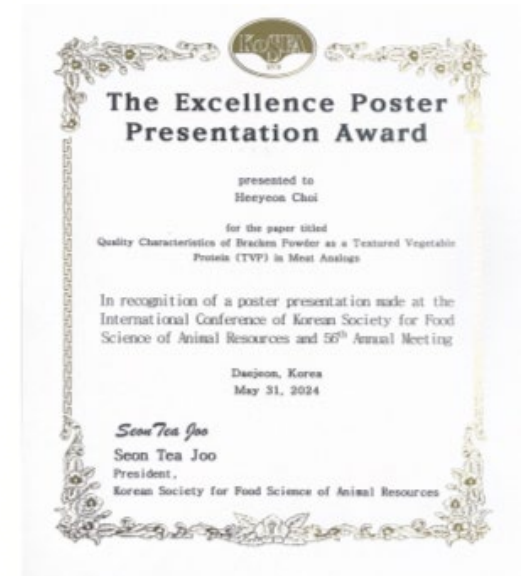 KoSFA
The Excellence Poster
Presentation Award
presented to
Heeyeon Choi
for the paper titled
Quality Characteristics of Bracken Powder as a Textured Vegetable
Protein (TVP) in Meat Analogs
In recognition of a poster presentation made at the
International Conference of Korean Society for Food
Science of Animal Resources and 56th Annual Meeting
Daejeon, Korea
May 31, 2024
Seon Tea Joo
Seon Tea Joo
President,
Korean Society for Food Science of Animal Resources